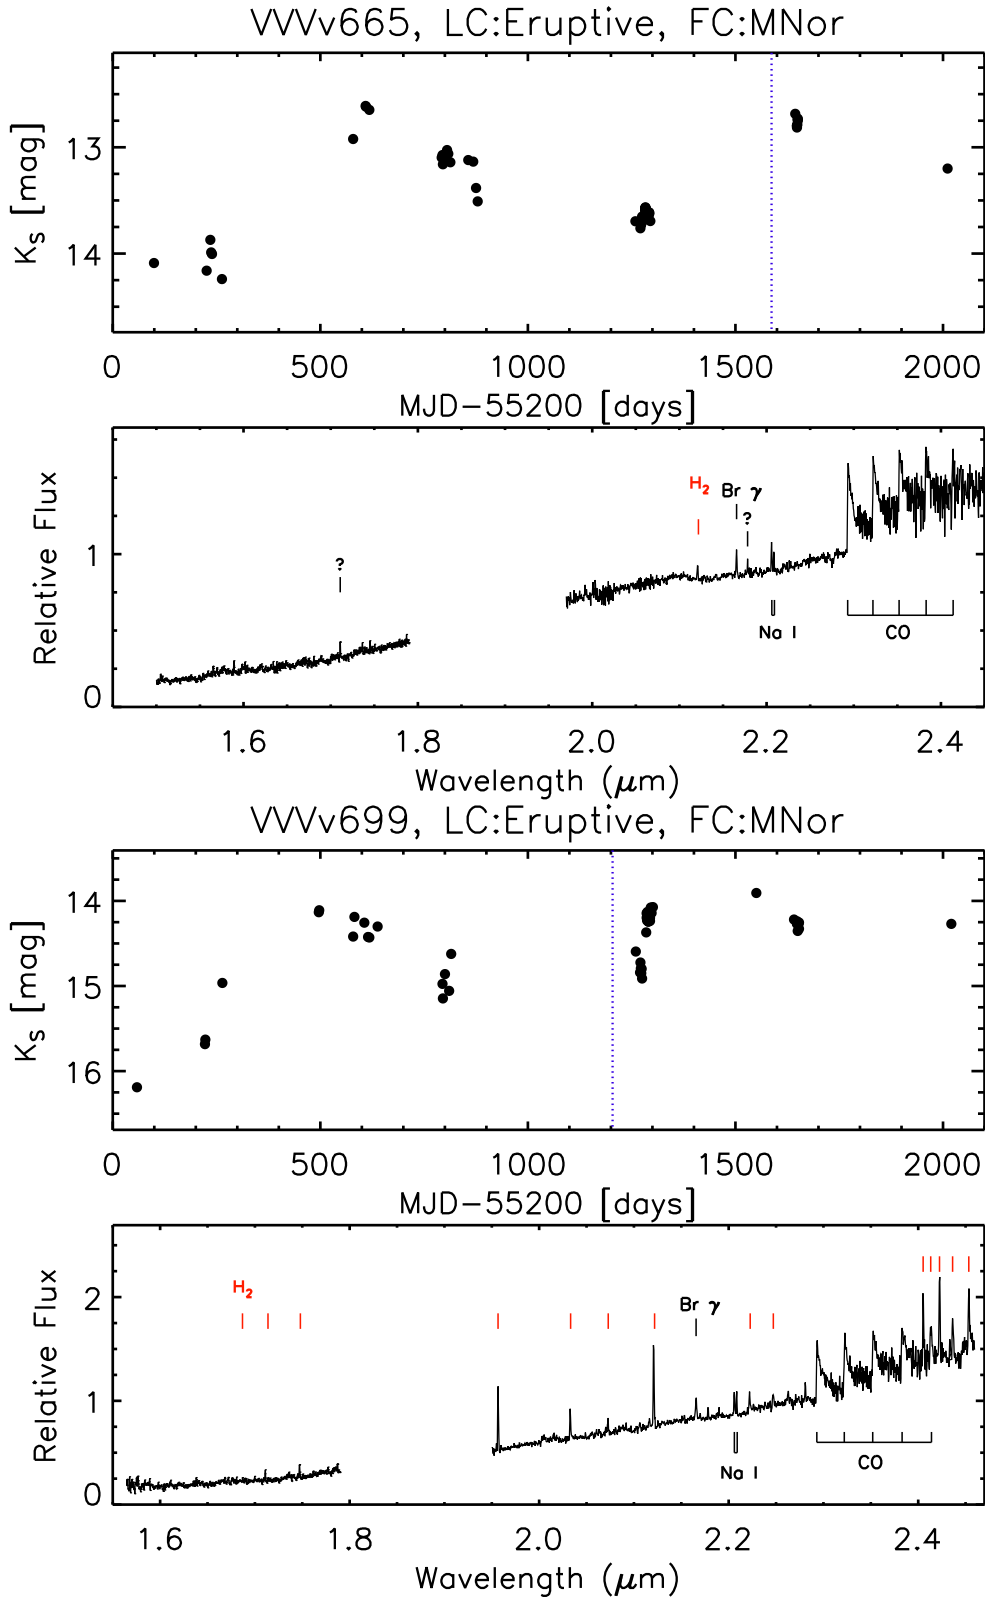 VVVv665, LC:Eruptive, FC:MNor
13
14
K_S [mag]
0 500 1000 1500 2000
MJD−55200 [days]
H₂ Br γ
?
?
1
0
Na I CO
Relative Flux
1.6 1.8 2.0 2.2 2.4
Wavelength (μm)
VVVv699, LC:Eruptive, FC:MNor
14
15
16
K_S [mag]
0 500 1000 1500 2000
MJD−55200 [days]
H₂ Br γ
2
1
0
Na I CO
Relative Flux
1.6 1.8 2.0 2.2 2.4
Wavelength (μm)